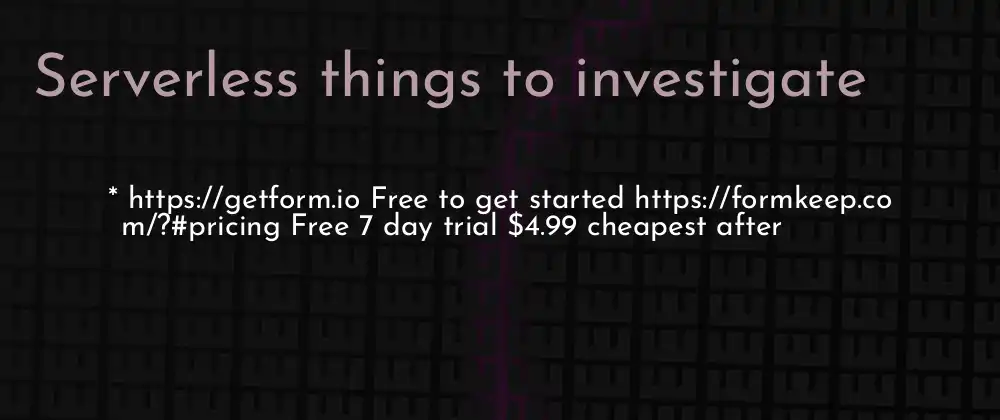 Serverless things to investigate
* https://getform.io Free to get started https://formkeep.co
m/?#pricing Free 7 day trial $4.99 cheapest after